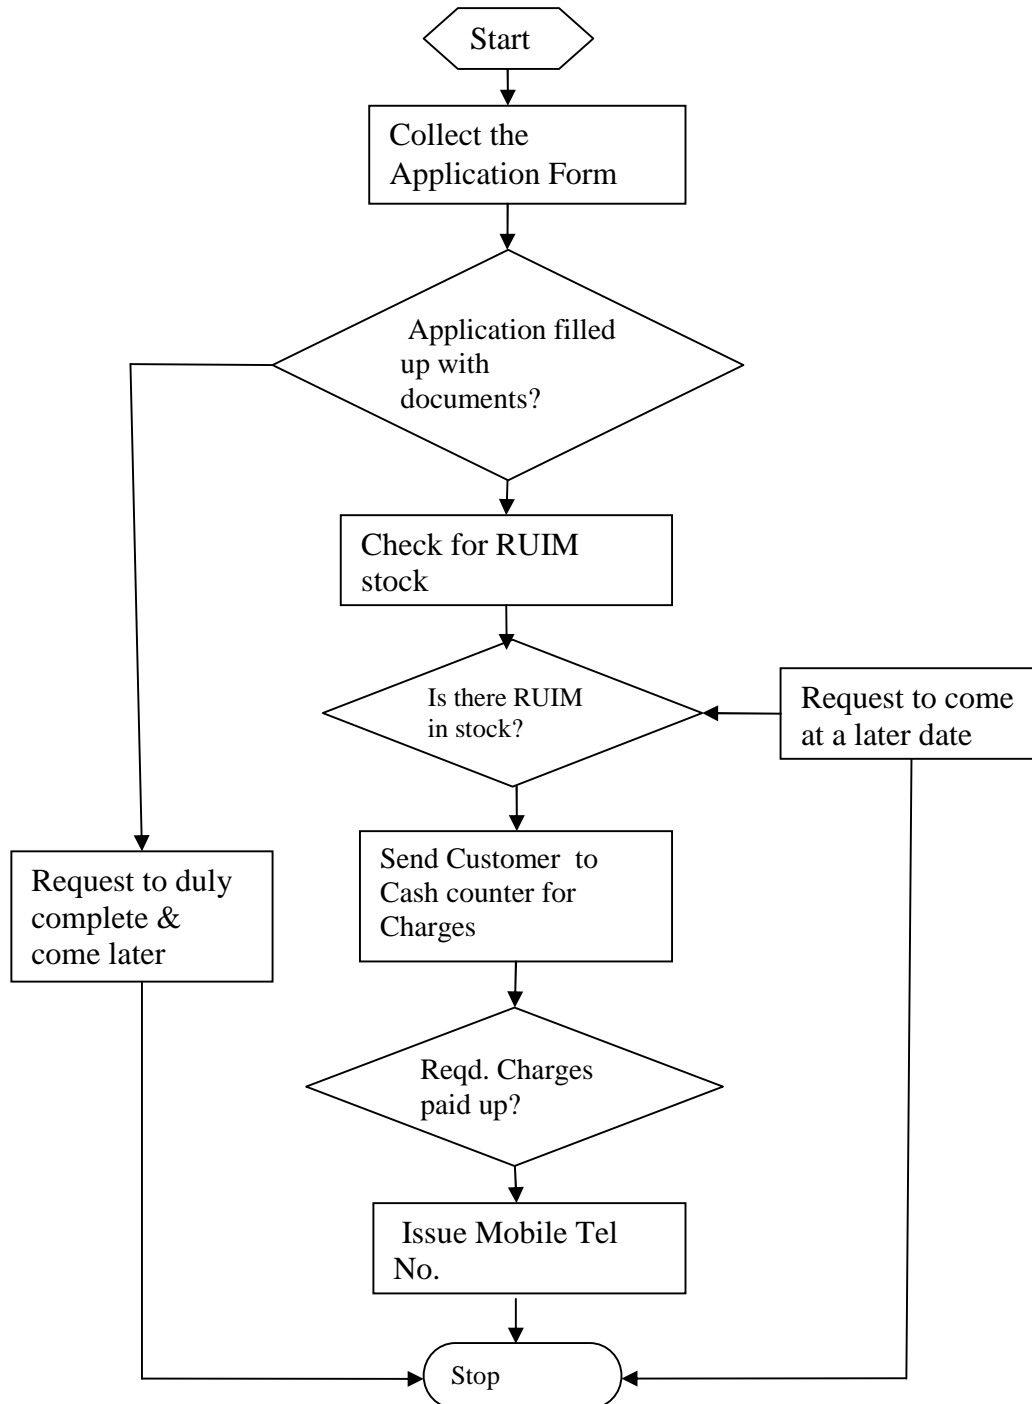 Start
Collect the
Application Form
Application filled
up with
documents?
Check for RUIM
stock
Is there RUIM
in stock?
Request to come
at a later date
Send Customer to
Cash counter for
Charges
Request to duly
complete &
come later
Reqd. Charges
paid up?
Issue Mobile Tel
No.
Stop